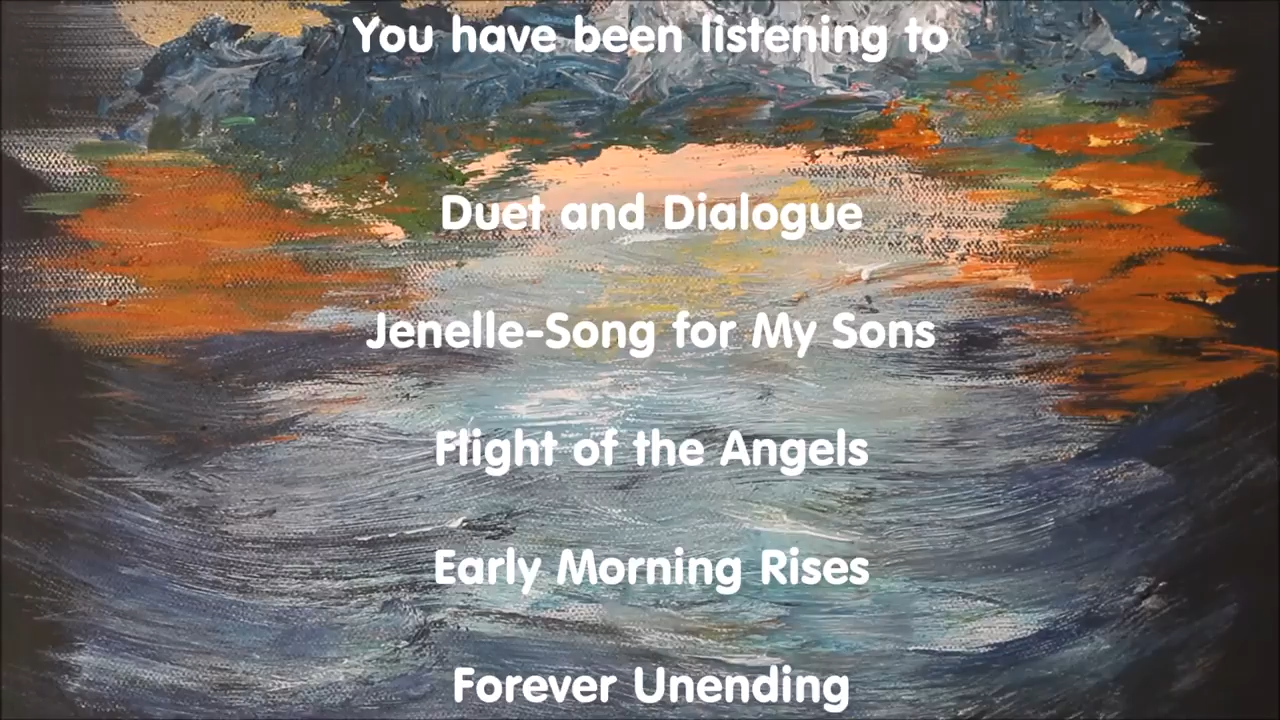 You have been listening to
Duet and Dialogue
Jenelle-Song for My Sons
Flight of the Angels
Early Morning Rises
Forever Unending